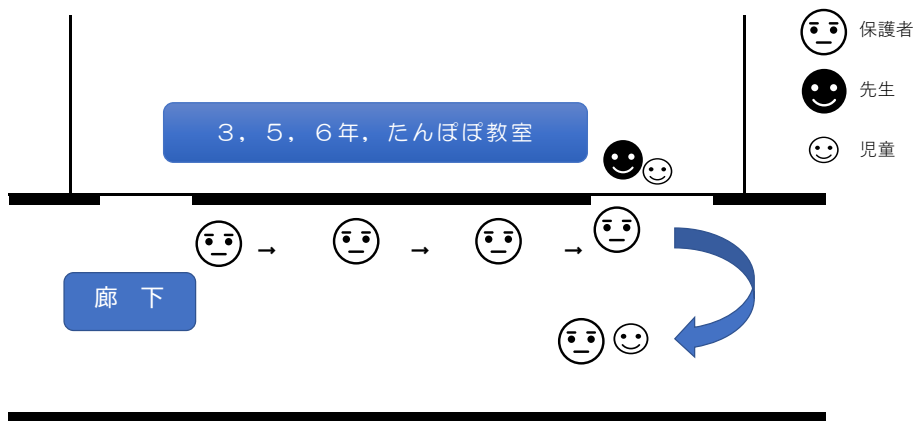 保護者
先生
３，５，６年，たんぽぽ教室
児童
廊　下